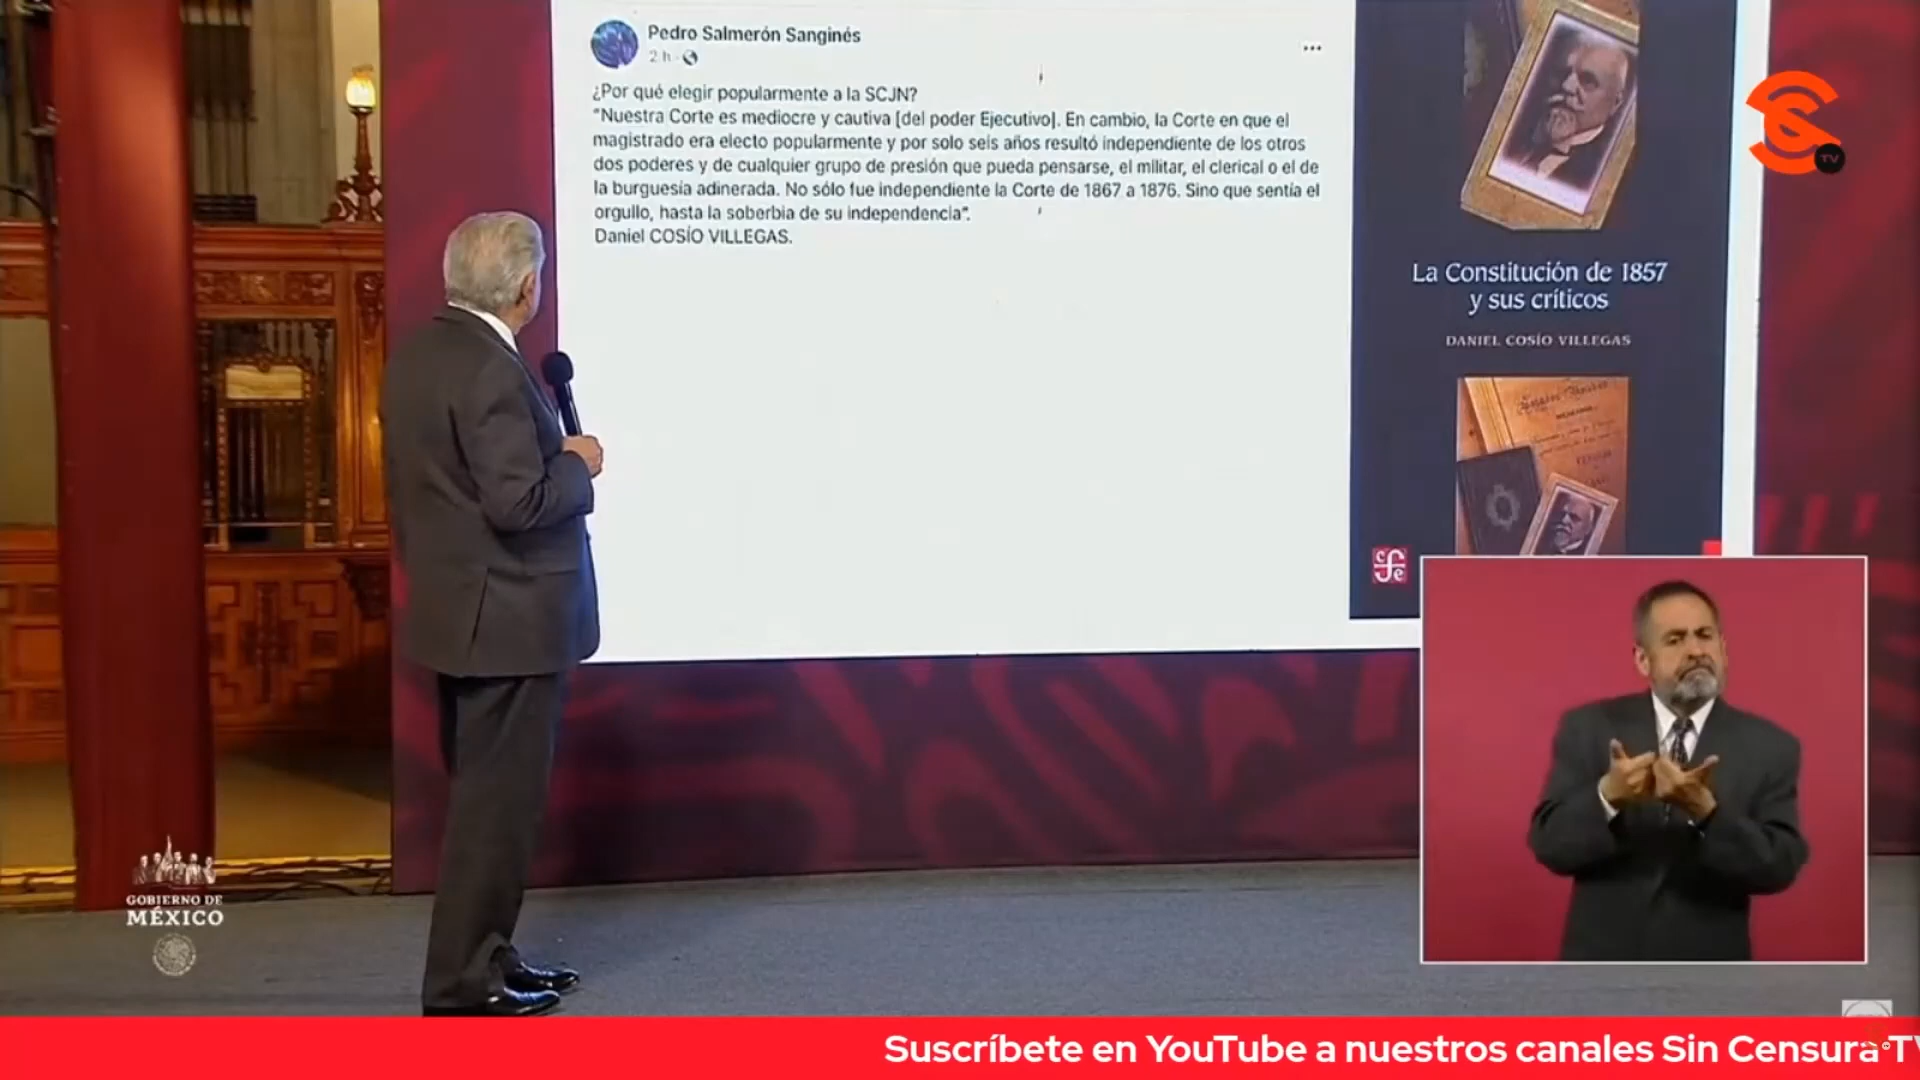 Pedro Salmerón Sanginés
2 h
¿Por qué elegir popularmente a la SCJN?
"Nuestra Corte es mediocre y cautiva [del poder Ejecutivo]. En cambio, la Corte en que el
magistrado era electo popularmente y por solo seis años resultó independiente de los otros
dos poderes y de cualquier grupo de presión que pueda pensarse, el militar, el clerical o el de
la burguesía adinerada. No sólo fue independiente la Corte de 1867 a 1876. Sino que sentía el
orgullo, hasta la soberbia de su independencia".
Daniel COSÍO VILLEGAS.
La Constitución de 1857
y sus críticos
DANIEL COSÍO VILLEGAS
cfe
TV
GOBIERNO DE
MÉXICO
Suscríbete en YouTube a nuestros canales Sin Censura TV